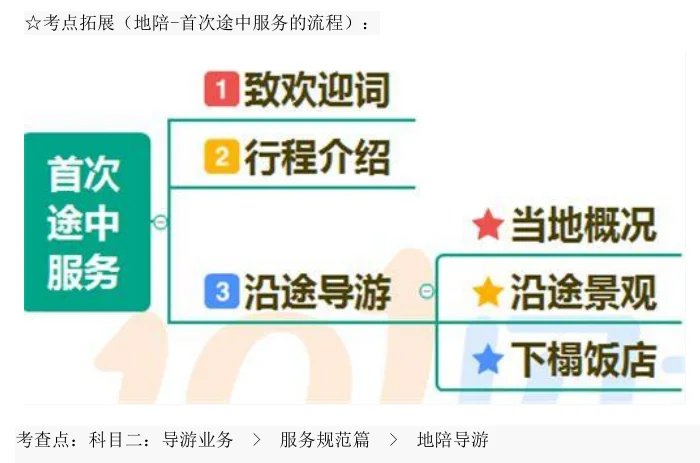 ☆考点拓展（地陪-首次途中服务的流程）：
首次
途中
服务
1 致欢迎词
2 行程介绍
3 沿途导游
当地概况
沿途景观
下榻饭店
考查点：科目二：导游业务 > 服务规范篇 > 地陪导游